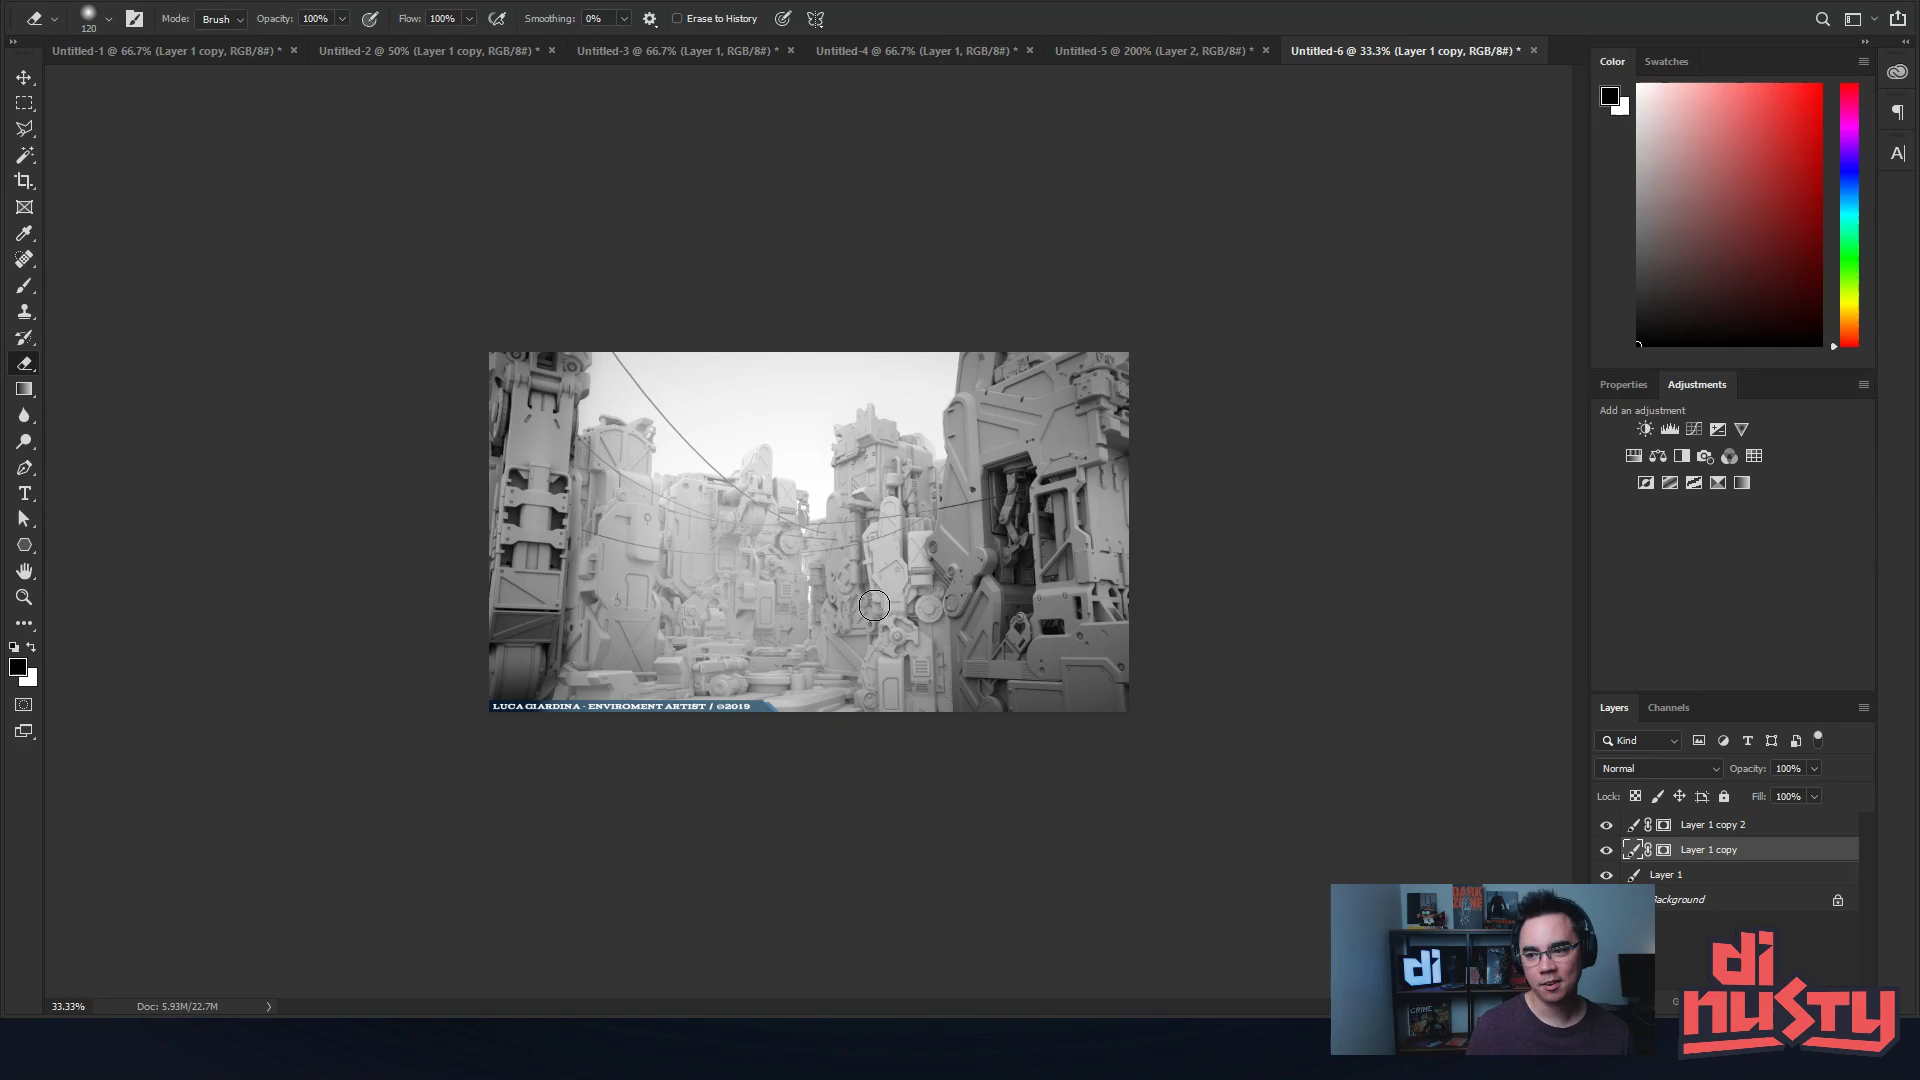 120
Mode: Brush Opacity: 100% Flow: 100% Smoothing: 0% Erase to History
Untitled-1 @ 66.7% (Layer 1 copy, RGB/8#) * Untitled-2 @ 50% (Layer 1 copy, RGB/8#) * Untitled-3 @ 66.7% (Layer 1, RGB/8#) * Untitled-4 @ 66.7% (Layer 1, RGB/8#) * Untitled-5 @ 200% (Layer 2, RGB/8#) * Untitled-6 @ 33.3% (Layer 1 copy, RGB/8#) *
Color Swatches
Properties Adjustments
Add an adjustment
LUCA GIARDINA - ENVIROMENT ARTIST / ©2019
Layers Channels
Kind
Normal Opacity: 100%
Lock: Fill: 100%
Layer 1 copy 2
Layer 1 copy
Layer 1
Background
DARK
ZONE
di
CRIME
di
nusty
33.33% Doc: 5.93M/22.7M